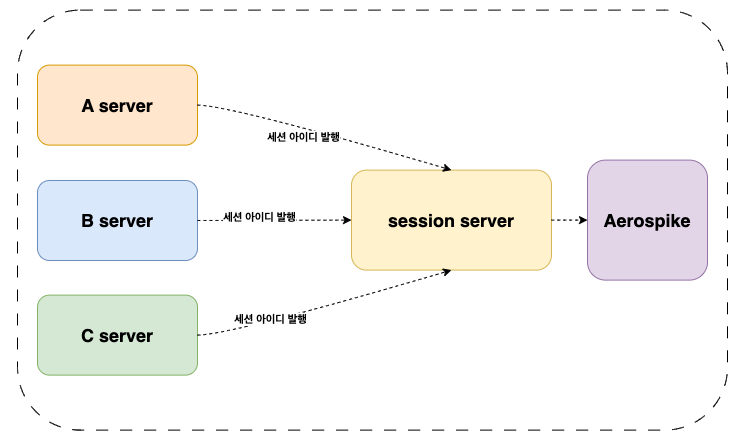 A server
세션 아이디 발행
B server
세션 아이디 발행
session server
Aerospike
세션 아이디 발행
C server